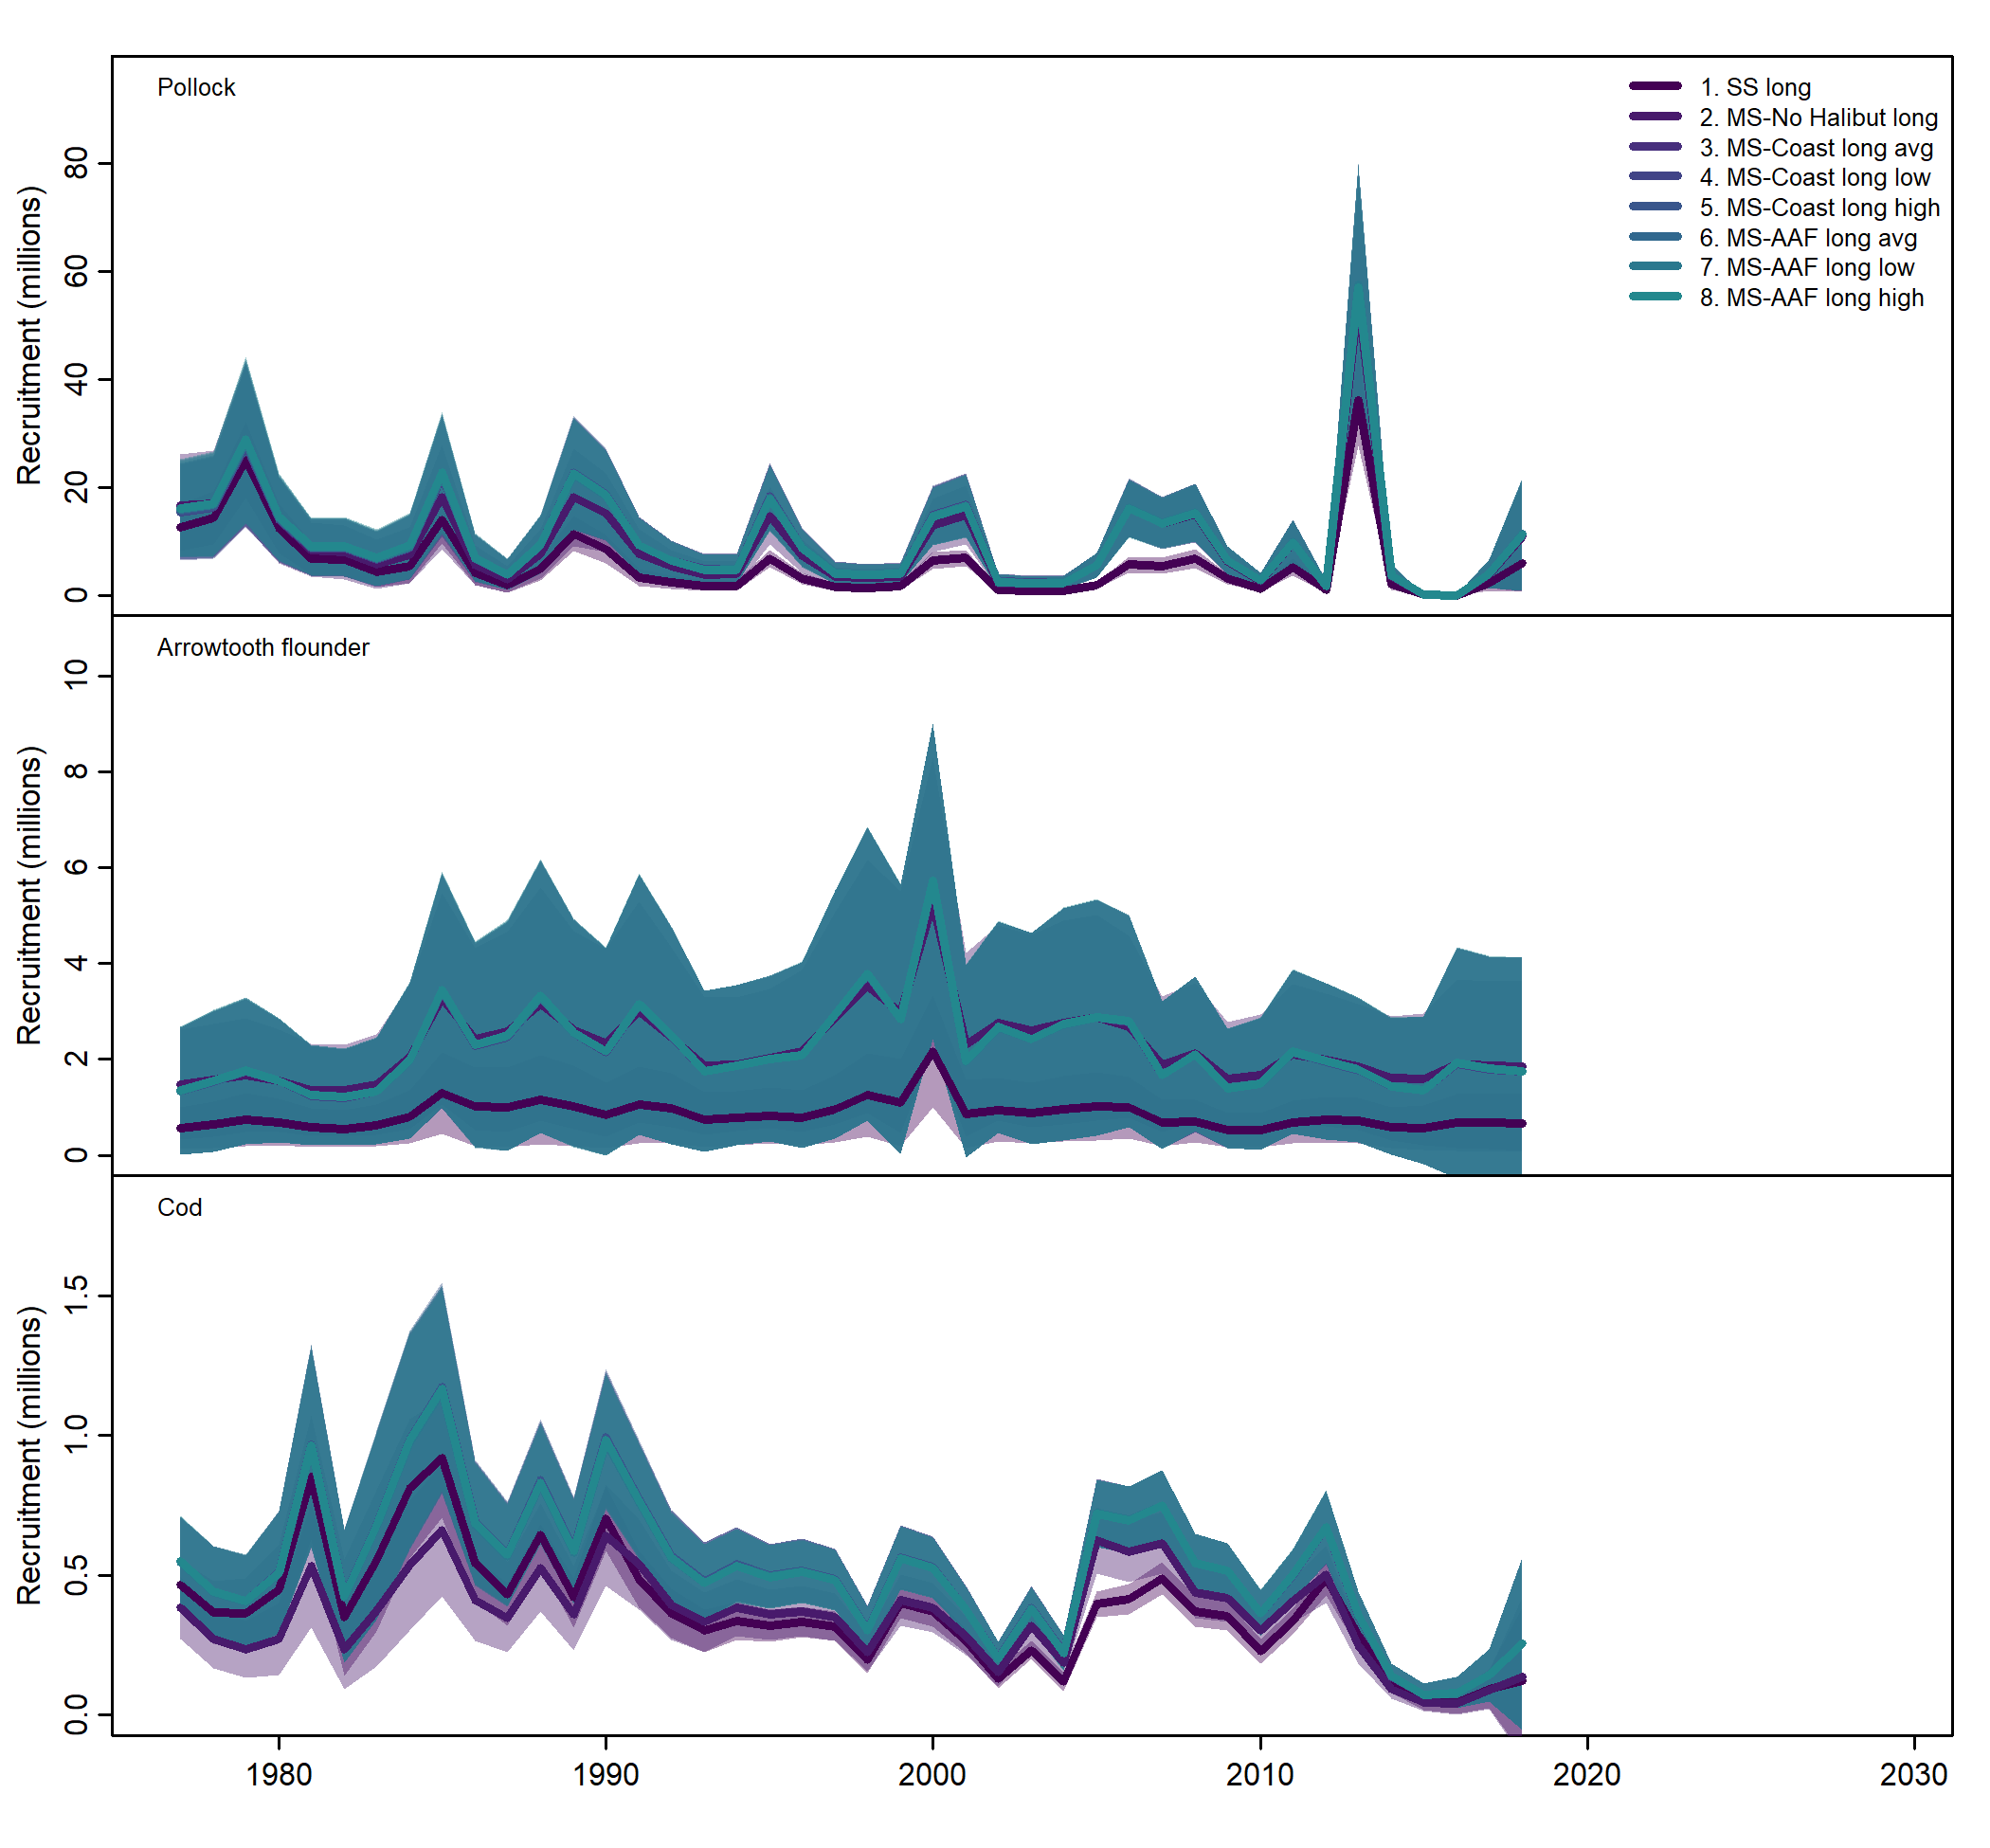 Pollock
1. SS long
2. MS-No Halibut long
3. MS-Coast long avg
4. MS-Coast long low
5. MS-Coast long high
6. MS-AAF long avg
7. MS-AAF long low
8. MS-AAF long high
Recruitment (millions)
80
60
40
20
0
Arrowtooth flounder
Recruitment (millions)
10
8
6
4
2
0
Cod
Recruitment (millions)
1.5
1.0
0.5
0.0
1980 1990 2000 2010 2020 2030